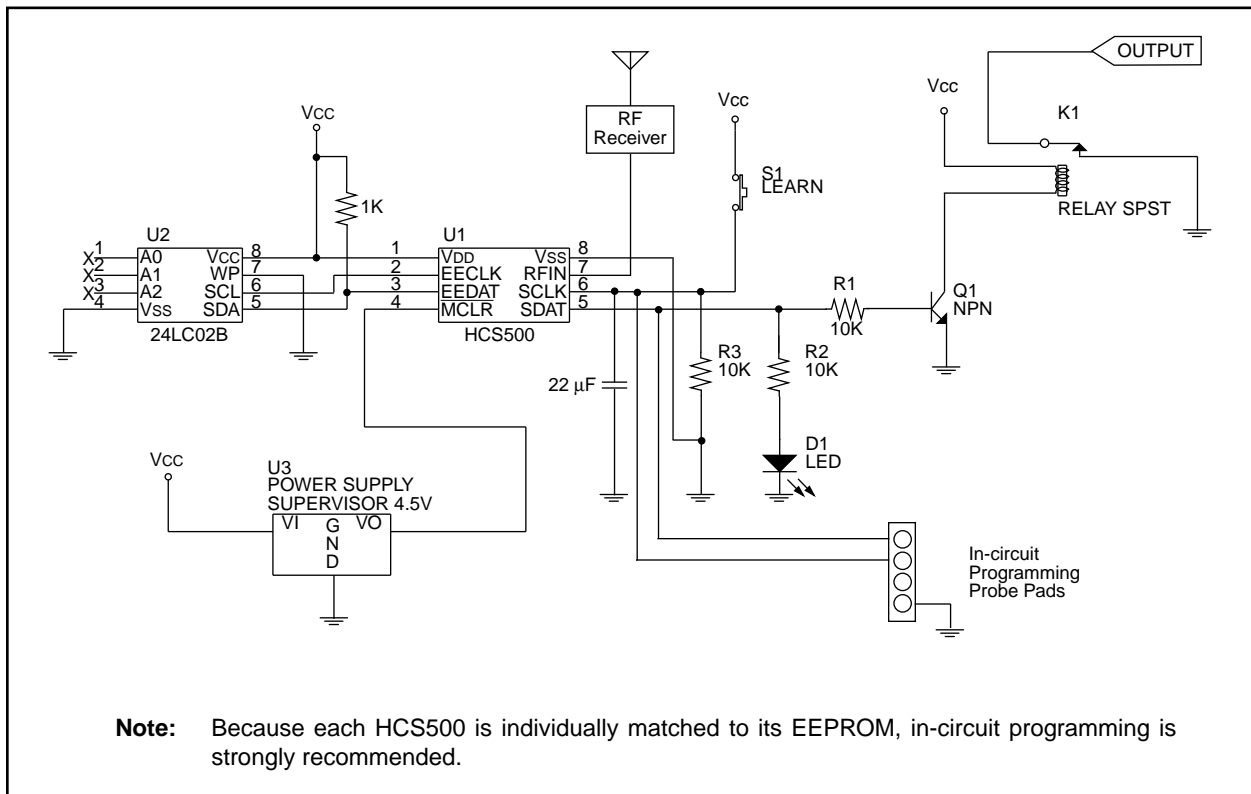 OUTPUT
Vcc
K1
RELAY SPST
RF
Receiver
Vcc
S1
LEARN
Vcc
1K
U2
X 1 A0 VCC 8
X 2 A1 WP 7
X 3 A2 SCL 6
4 VSS SDA 5
24LC02B
U1
1 VDD VSS 8
2 EECLK RFIN 7
3 EEDAT SCLK 6
4 MCLR SDAT 5
HCS500
R1
10K
Q1
NPN
R3
10K
R2
10K
22 µF
D1
LED
Vcc
U3
POWER SUPPLY
SUPERVISOR 4.5V
VI GND VO
In-circuit
Programming
Probe Pads
Note: Because each HCS500 is individually matched to its EEPROM, in-circuit programming is
strongly recommended.